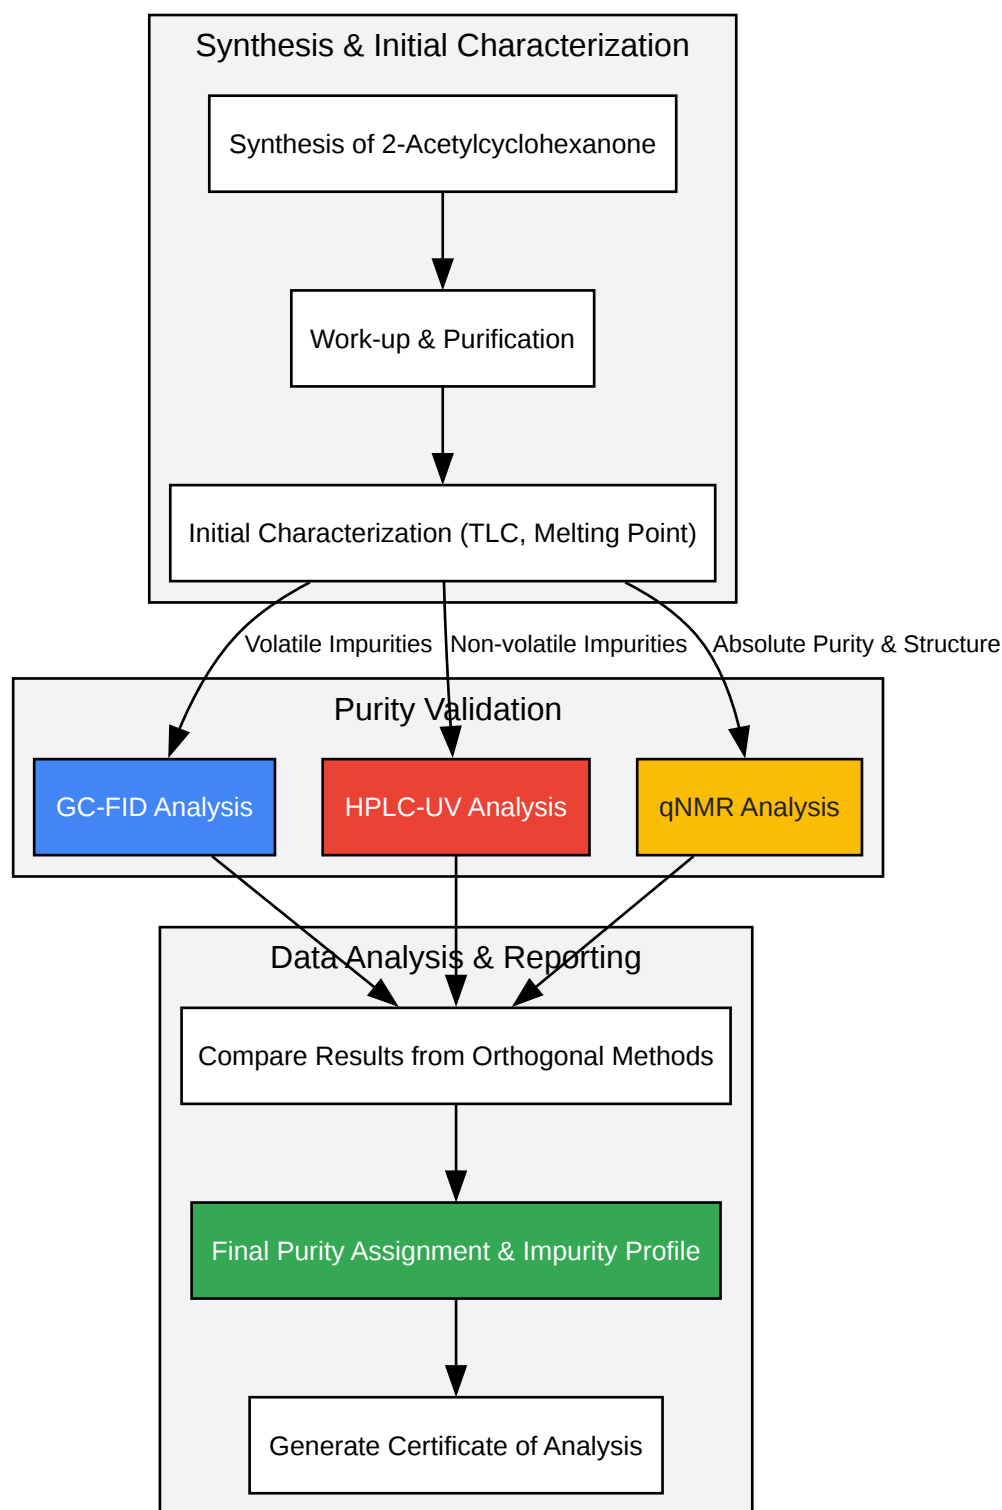 Synthesis & Initial Characterization
Synthesis of 2-Acetylcyclohexanone
Work-up & Purification
Initial Characterization (TLC, Melting Point)
Volatile Impurities
Non-volatile Impurities
Absolute Purity & Structure
Purity Validation
GC-FID Analysis
HPLC-UV Analysis
qNMR Analysis
Data Analysis & Reporting
Compare Results from Orthogonal Methods
Final Purity Assignment & Impurity Profile
Generate Certificate of Analysis